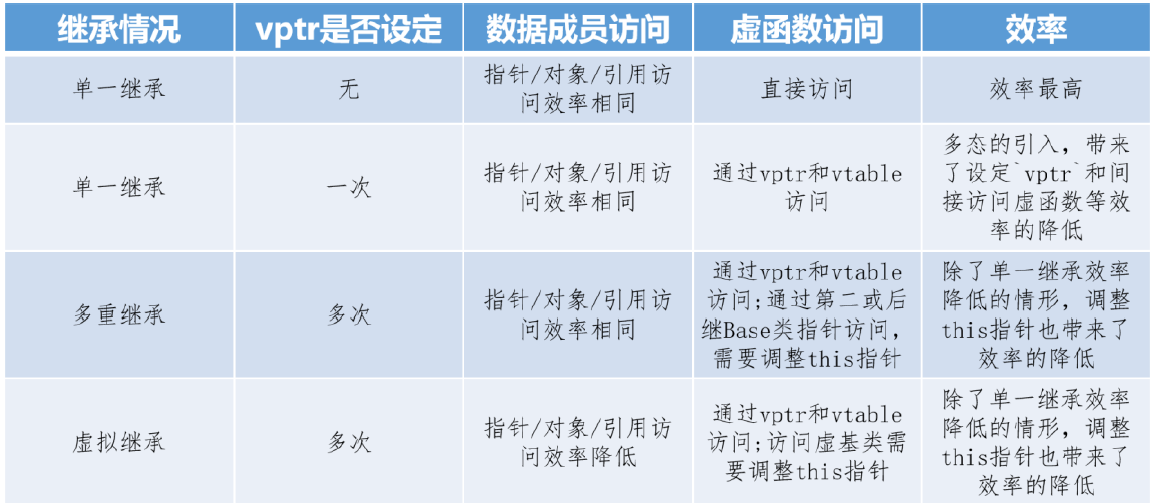 继承情况
vptr是否设定
数据成员访问
虚函数访问
效率
单一继承
无
指针/对象/引用访
问效率相同
直接访问
效率最高
单一继承
一次
指针/对象/引用访
问效率相同
通过vptr和vtable
访问
多态的引入，带来
了设定`vptr`和间
接访问虚函数等效
率的降低
多重继承
多次
指针/对象/引用访
问效率相同
通过vptr和vtable
访问;通过第二或后
继Base类指针访问，
需要调整this指针
除了单一继承效率
降低的情形，调整
this指针也带来了
效率的降低
虚拟继承
多次
指针/对象/引用访
问效率降低
通过vptr和vtable
访问;访问虚基类需
要调整this指针
除了单一继承效率
降低的情形，调整
this指针也带来了
效率的降低